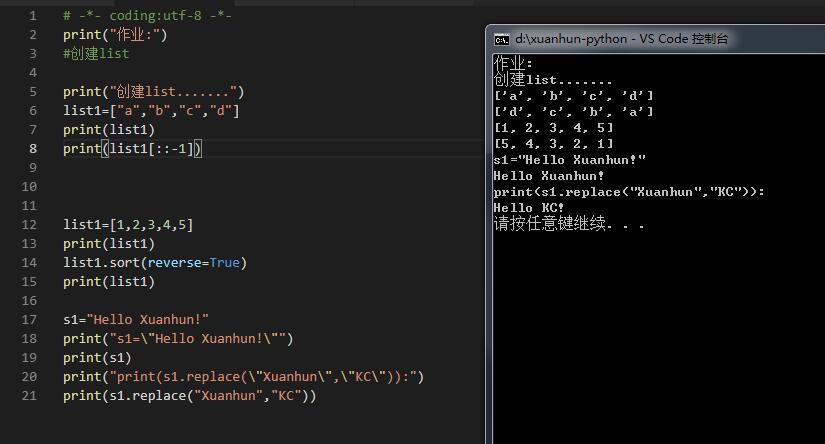 1 # -*- coding:utf-8 -*-
2 print("作业:")
3 #创建list
4
5 print("创建list.......")
6 list1=["a","b","c","d"]
7 print(list1)
8 print(list1[::-1])
9
10
11
12 list1=[1,2,3,4,5]
13 print(list1)
14 list1.sort(reverse=True)
15 print(list1)
16
17 s1="Hello Xuanhun!"
18 print("s1=\"Hello Xuanhun!\"")
19 print(s1)
20 print("print(s1.replace(\"Xuanhun\",\"KC\")):")
21 print(s1.replace("Xuanhun","KC"))
d:\xuanhun-python - VS Code 控制台
作业:
创建list.......
['a', 'b', 'c', 'd']
['d', 'c', 'b', 'a']
[1, 2, 3, 4, 5]
[5, 4, 3, 2, 1]
s1="Hello Xuanhun!"
Hello Xuanhun!
print(s1.replace("Xuanhun","KC")):
Hello KC!
请按任意键继续. . .